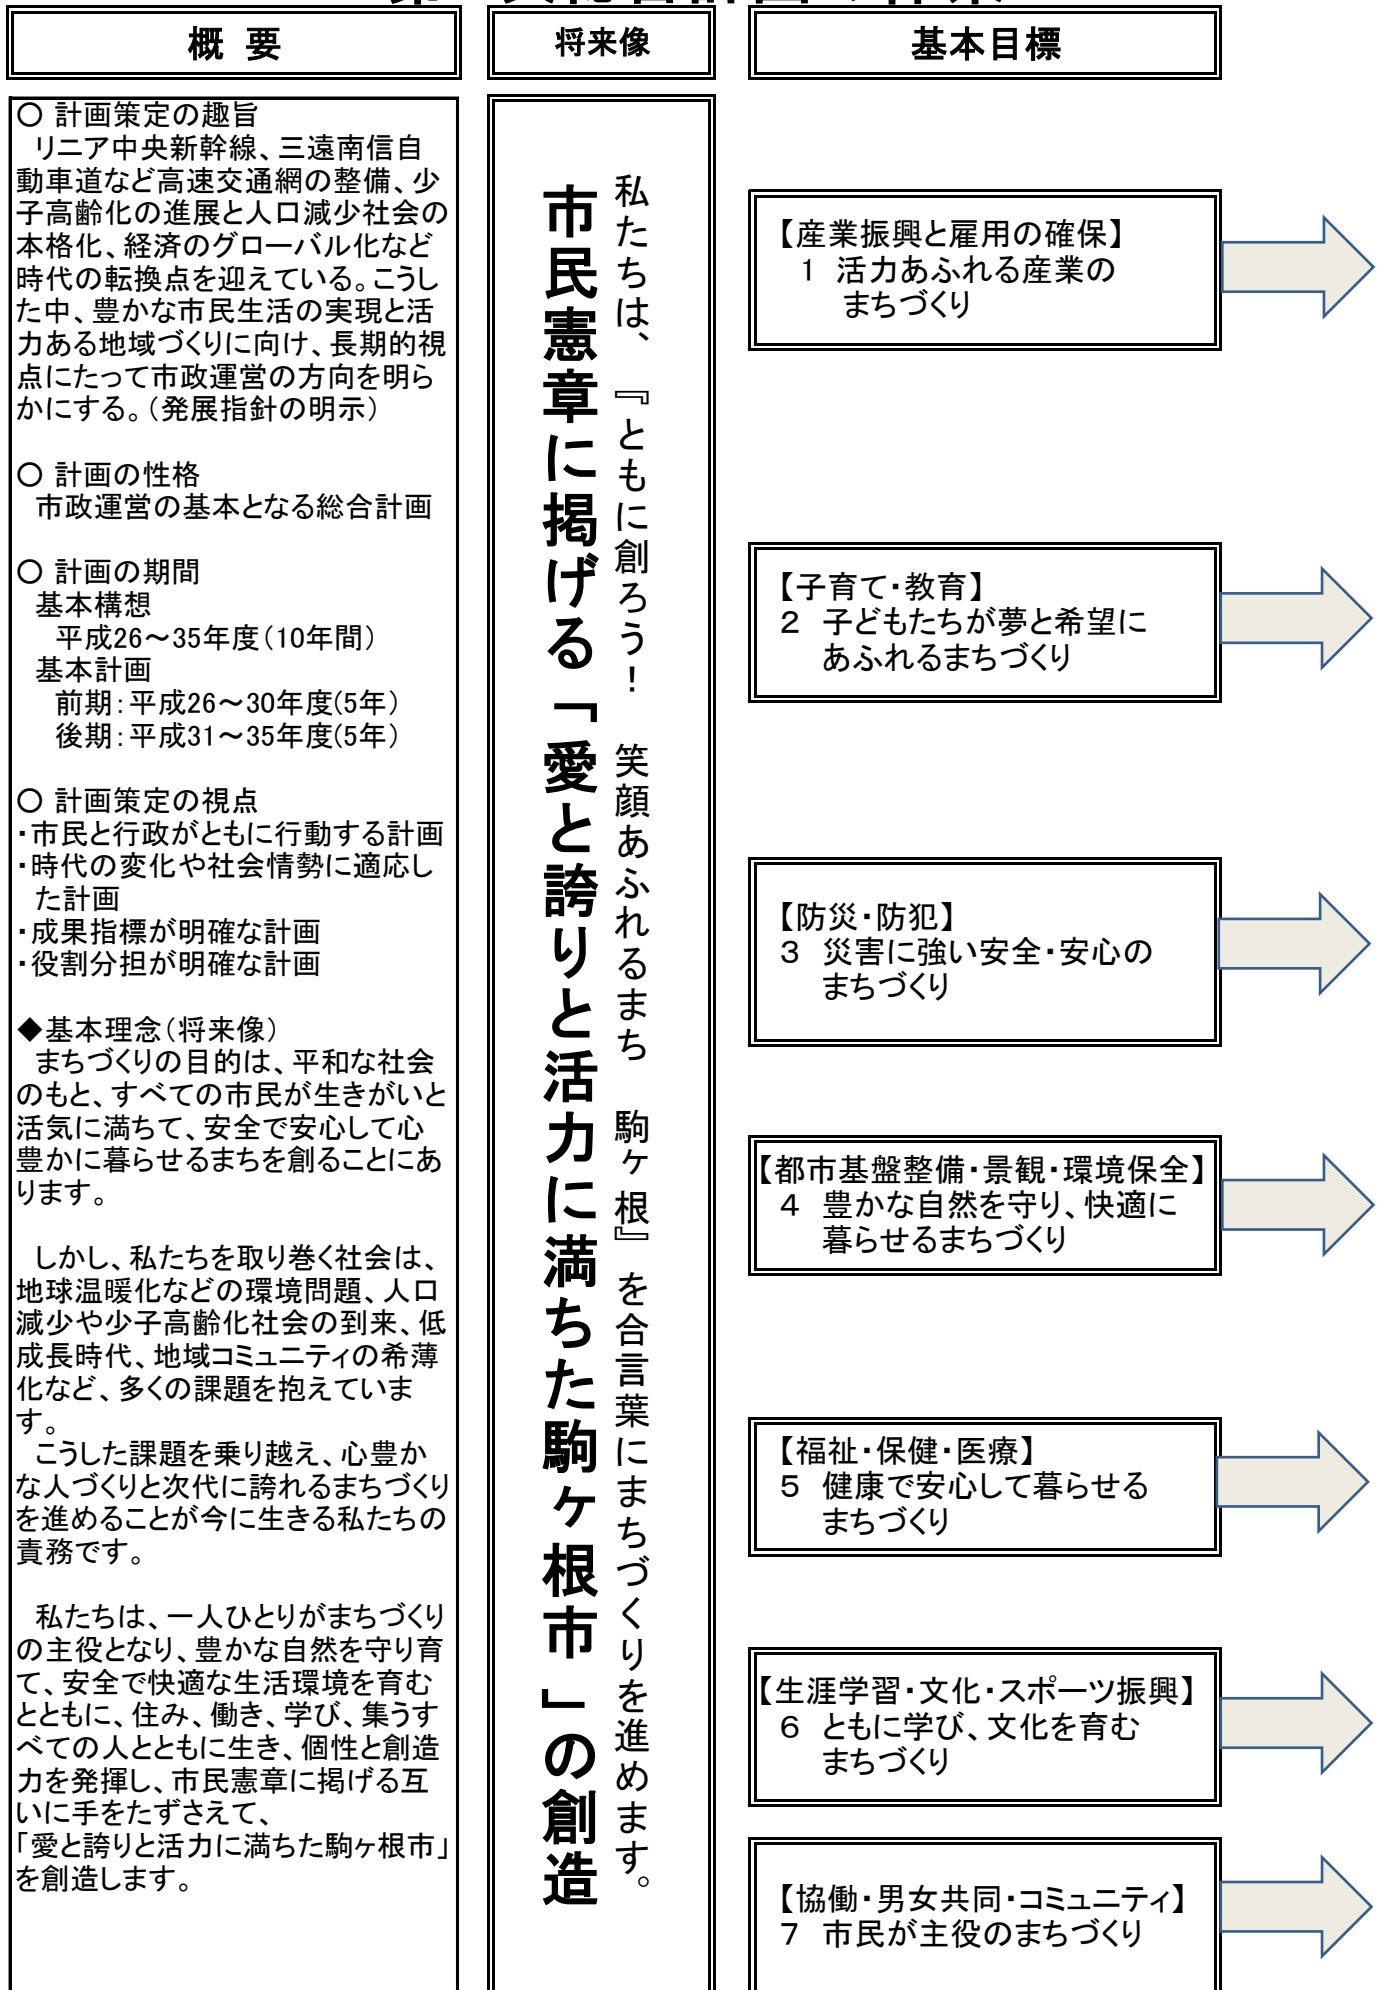 概 要
○ 計画策定の趣旨
リニア中央新幹線、三遠南信自
動車道など高速交通網の整備、少
子高齢化の進展と人口減少社会の
本格化、経済のグローバル化など
時代の転換点を迎えている。こうし
た中、豊かな市民生活の実現と活
力ある地域づくりに向け、長期的視
点にたって市政運営の方向を明ら
かにする。（発展指針の明示）
○ 計画の性格
市政運営の基本となる総合計画
○ 計画の期間
基本構想
平成26～35年度（10年間）
基本計画
前期：平成26～30年度(5年）
後期：平成31～35年度(5年）
○ 計画策定の視点
・市民と行政がともに行動する計画
・時代の変化や社会情勢に適応し
た計画
・成果指標が明確な計画
・役割分担が明確な計画
◆基本理念（将来像）
まちづくりの目的は、平和な社会
のもと、すべての市民が生きがいと
活気に満ちて、安全で安心して心
豊かに暮らせるまちを創ることにあ
ります。
しかし、私たちを取り巻く社会は、
地球温暖化などの環境問題、人口
減少や少子高齢化社会の到来、低
成長時代、地域コミュニティの希薄
化など、多くの課題を抱えていま
す。
こうした課題を乗り越え、心豊か
な人づくりと次代に誇れるまちづくり
を進めることが今に生きる私たちの
責務です。
私たちは、一人ひとりがまちづくり
の主役となり、豊かな自然を守り育
て、安全で快適な生活環境を育む
とともに、住み、働き、学び、集うす
べての人とともに生き、個性と創造
力を発揮し、市民憲章に掲げる互
いに手をたずさえて、
「愛と誇りと活力に満ちた駒ヶ根市」
を創造します。
将来像
私たちは、『ともに創ろう！ 笑顔あふれるまち 駒ヶ根』を合言葉にまちづくりを進めます。
市民憲章に掲げる「愛と誇りと活力に満ちた駒ヶ根市」の創造
基本目標
【産業振興と雇用の確保】
1 活力あふれる産業の
まちづくり
【子育て・教育】
2 子どもたちが夢と希望に
あふれるまちづくり
【防災・防犯】
3 災害に強い安全・安心の
まちづくり
【都市基盤整備・景観・環境保全】
4 豊かな自然を守り、快適に
暮らせるまちづくり
【福祉・保健・医療】
5 健康で安心して暮らせる
まちづくり
【生涯学習・文化・スポーツ振興】
6 ともに学び、文化を育む
まちづくり
【協働・男女共同・コミュニティ】
7 市民が主役のまちづくり